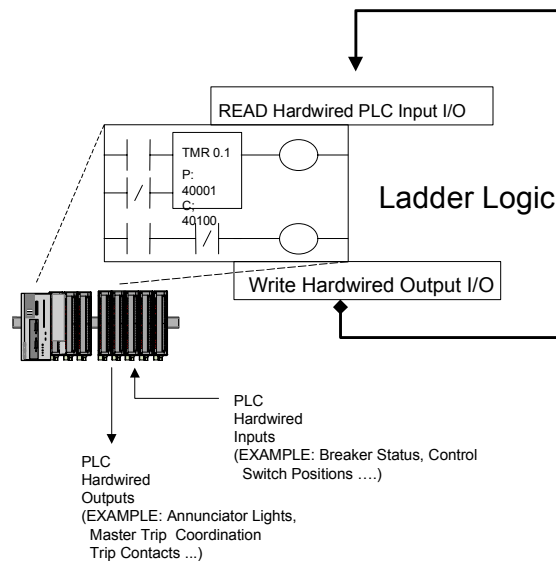 READ Hardwired PLC Input I/O
TMR 0.1
P:
40001
C;
40100
Ladder Logic
Write Hardwired Output I/O
PLC
Hardwired
Inputs
(EXAMPLE: Breaker Status, Control
Switch Positions ....)
PLC
Hardwired
Outputs
(EXAMPLE: Annunciator Lights,
Master Trip Coordination
Trip Contacts ...)